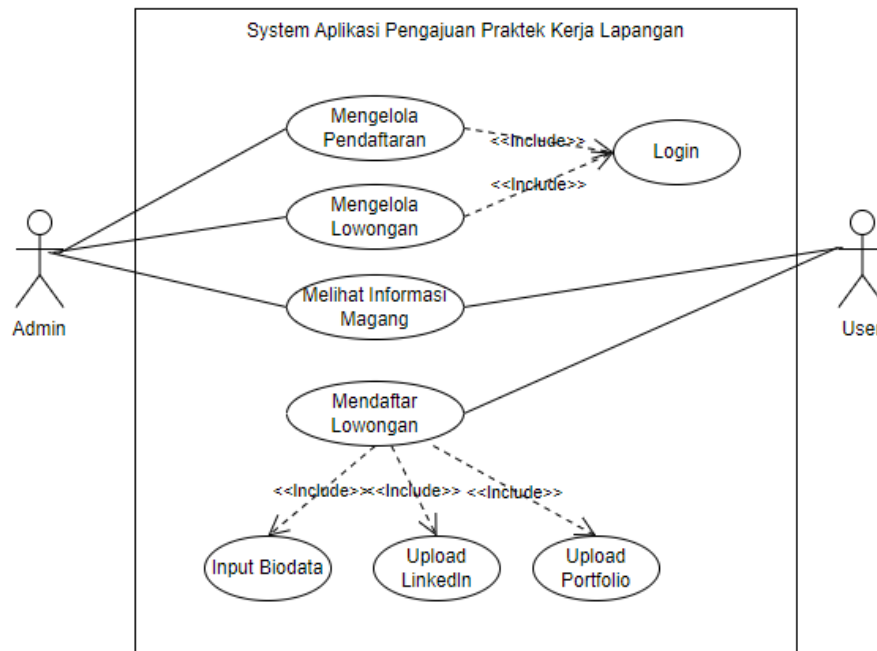 System Aplikasi Pengajuan Praktek Kerja Lapangan
Mengelola
Pendaftaran
<<Include>>
Login
<<Include>>
Mengelola
Lowongan
Melihat Informasi
Magang
Admin
User
Mendaftar
Lowongan
<<Include>>
<<Include>>
<<Include>>
Input Biodata
Upload
LinkedIn
Upload
Portfolio